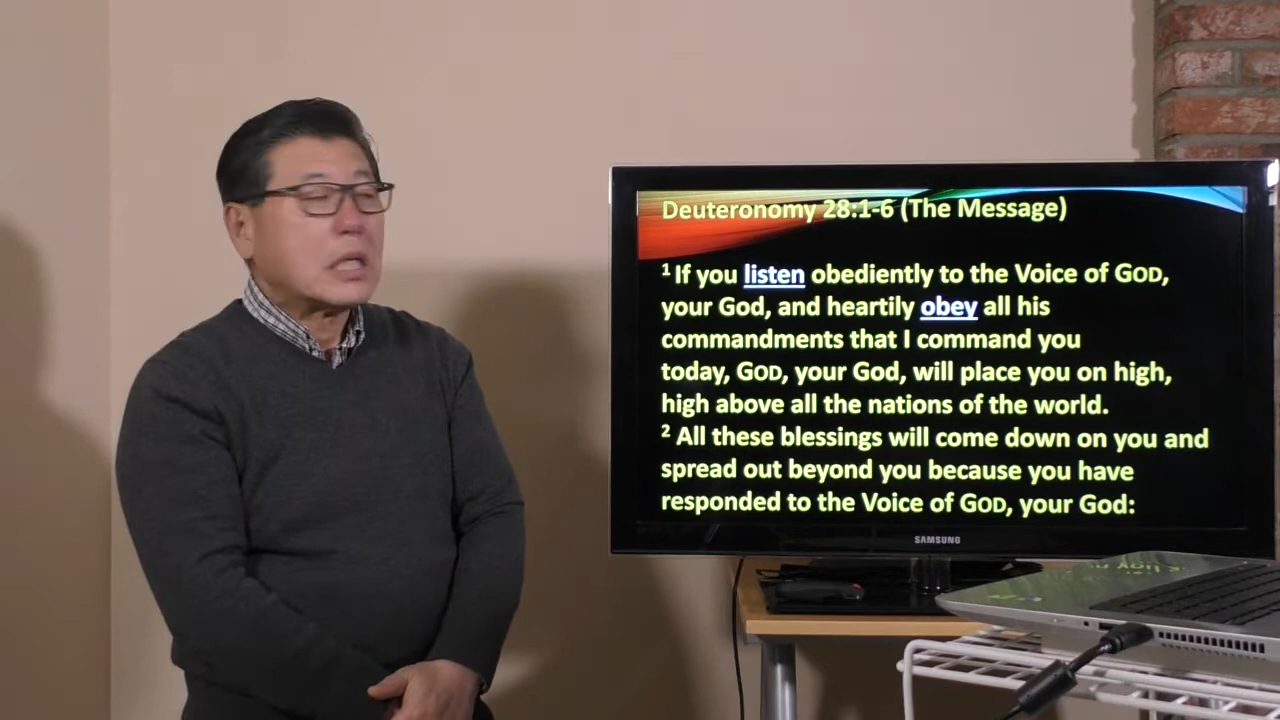 Deuteronomy 28:1-6 (The Message)
1 If you listen obediently to the Voice of GOD,
your God, and heartily obey all his
commandments that I command you
today, GOD, your God, will place you on high,
high above all the nations of the world.
2 All these blessings will come down on you and
spread out beyond you because you have
responded to the Voice of GOD, your God:
SAMSUNG